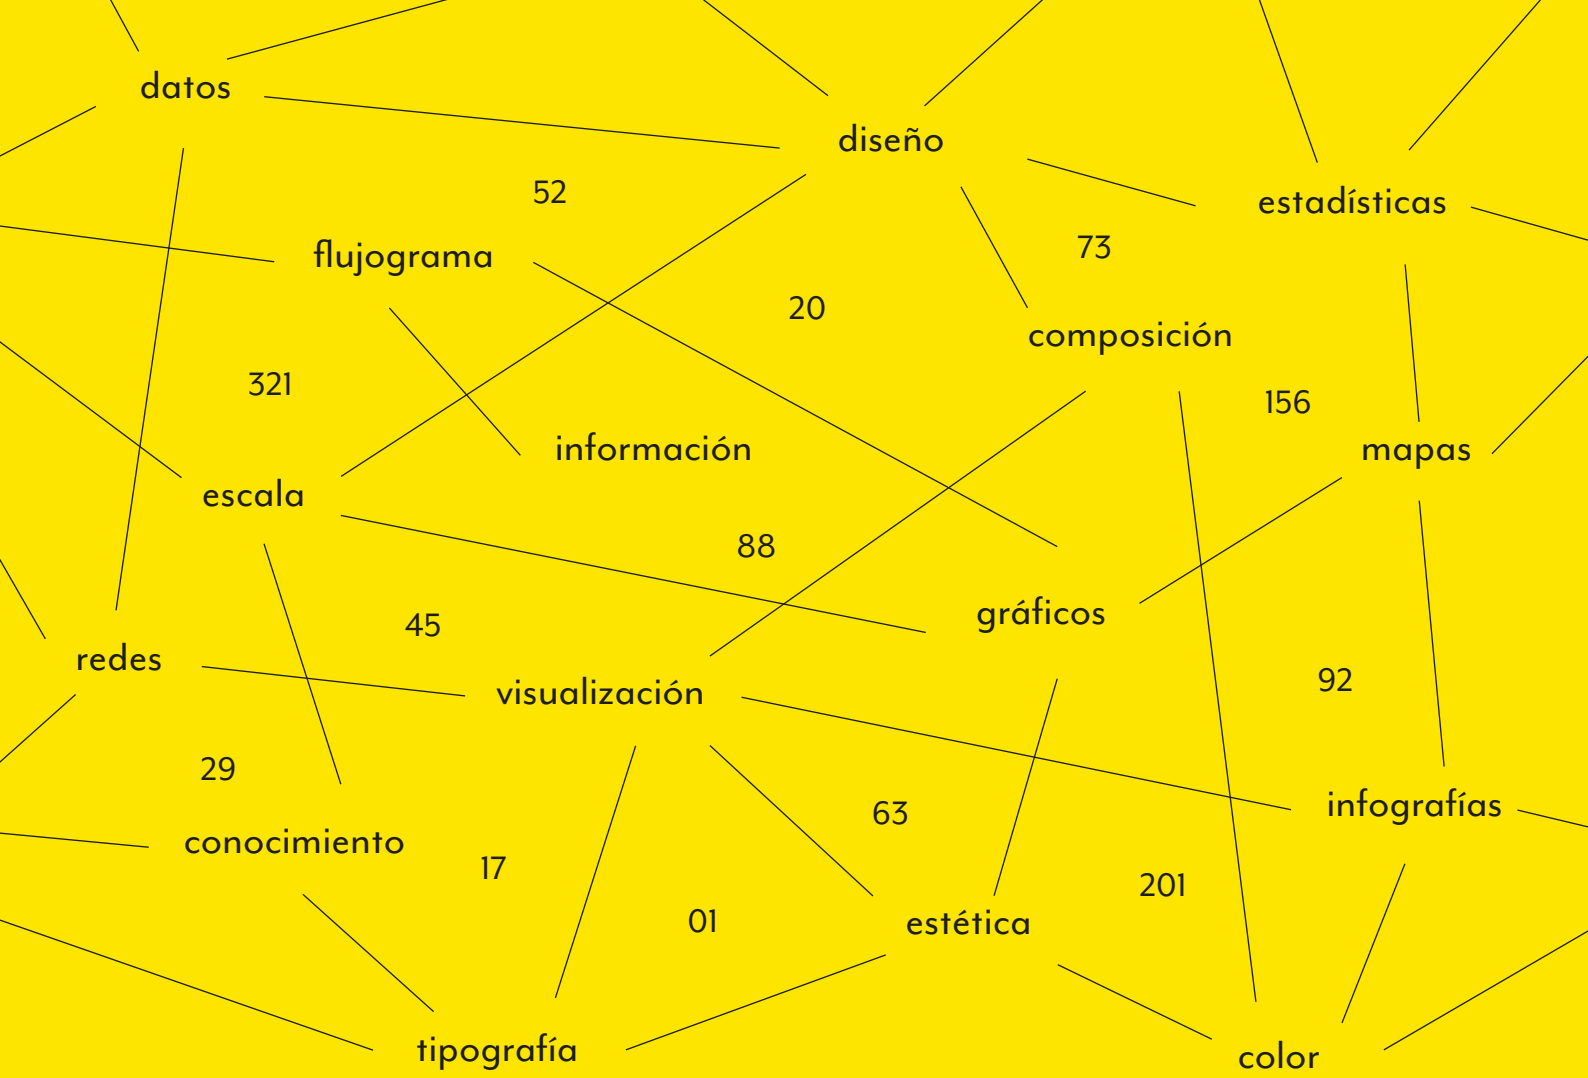 datos
diseño
52
estadísticas
flujograma
73
20
composición
321
156
información
mapas
escala
88
gráficos
45
redes
92
visualización
29
infografías
63
conocimiento
17
201
01
estética
tipografía
color